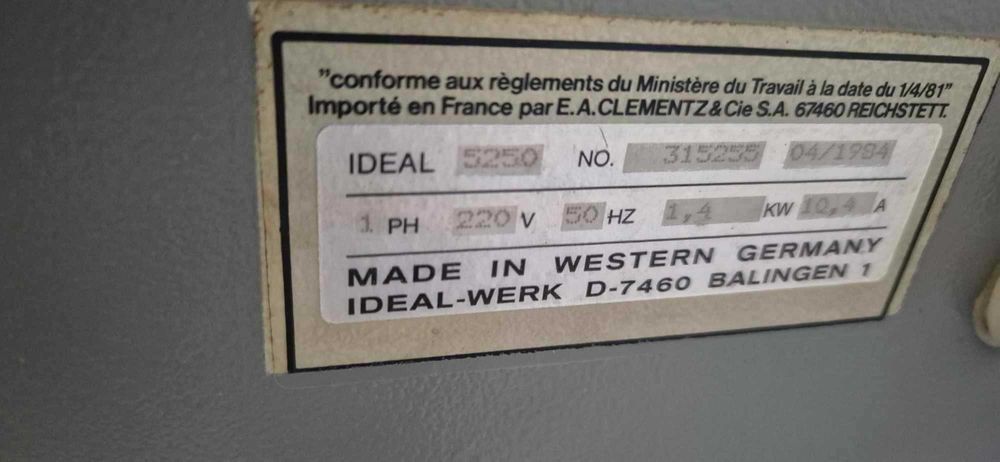 "conforme aux règlements du Ministère du Travail à la date du 1/4/81"
Importé en France par E.A.CLEMENTZ & Cie S.A. 67460 REICHSTETT.
IDEAL 5250 NO. 315255 04/1984
1 PH 220 V 50 HZ 1,4 KW 10,4 A
MADE IN WESTERN GERMANY
IDEAL-WERK D-7460 BALINGEN 1